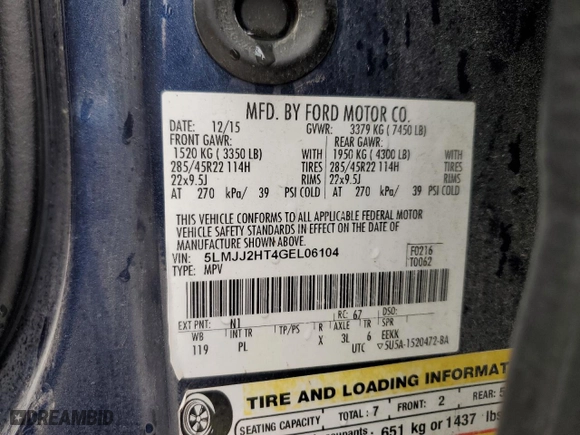 MFD. BY FORD MOTOR CO.
DATE: 12/15 GVWR: 3379 KG ( 7450 LB)
FRONT GAWR: REAR GAWR:
1520 KG ( 3350 LB) WITH 1950 KG ( 4300 LB) WITH
285/45R22 114H TIRES 285/45R22 114H TIRES
22x9.5J RIMS 22x9.5J RIMS
AT 270 kPa/ 39 PSI COLD AT 270 kPa/ 39 PSI COLD
THIS VEHICLE CONFORMS TO ALL APPLICABLE FEDERAL MOTOR
VEHICLE SAFETY STANDARDS IN EFFECT ON THE DATE OF
MANUFACTURE SHOWN ABOVE.
VIN: 5LMJJ2HT4GEL06104 F0216
TYPE: MPV T0062
RC: 67 DSO:
EXT PNT: N1
WB INT TR TP/PS R AXLE TR SPR
119 PL X 3L 6 EEKK
UTC ▽5U5A-1520472-BA
TIRE AND LOADING INFORMAT
SEATING CAPACITY TOTAL: 7 FRONT: 2 REAR: 5
cupants. 651 kg or 1437 lbs
DREAMBID